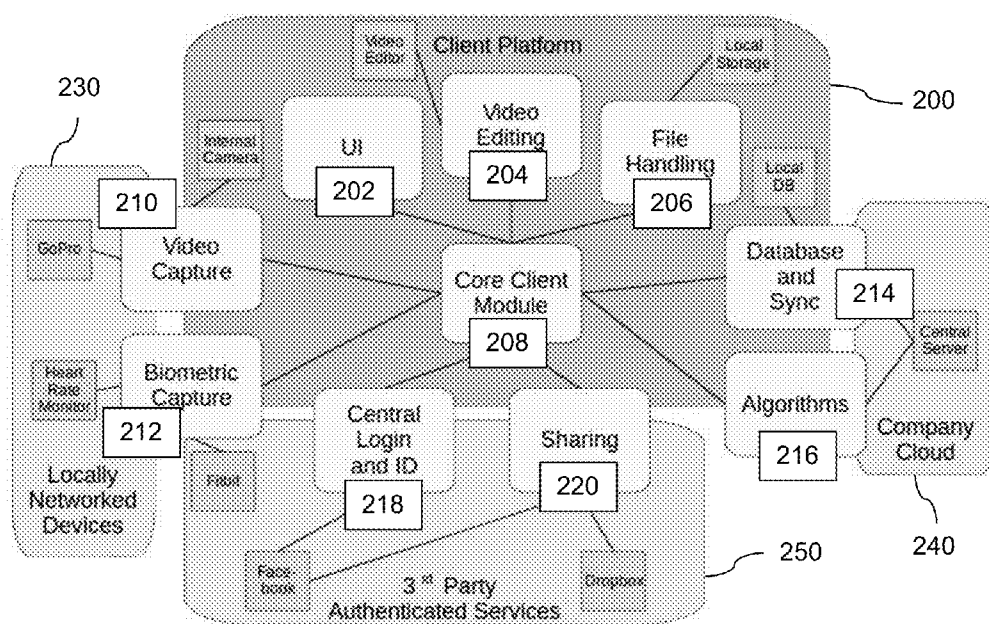 Client Platform
Video
Editor
Local
Storage
230
200
Internal
Camera
UI
202
Video
Editing
204
File
Handling
206
Local
DB
210
GoPro
Video
Capture
Core Client
Module
208
Database
and
Sync
214
Central
Server
Heart
Rate
Monitor
Biometric
Capture
212
Central
Login
and ID
218
Sharing
220
Algorithms
216
Company
Cloud
240
Locally
Networked
Devices
Fitbit
Face-
book
3rd Party
Authenticated Services
Dropbox
250